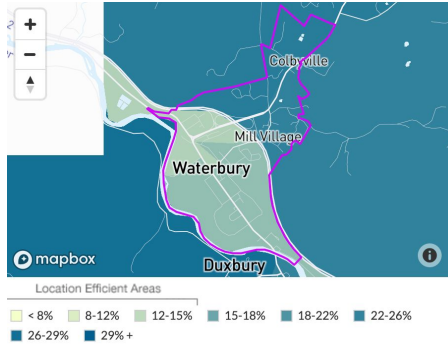 +
−
Colbyville
Mill Village
Waterbury
Duxbury
mapbox
i
Location Efficient Areas
< 8%
8-12%
12-15%
15-18%
18-22%
22-26%
26-29%
29% +